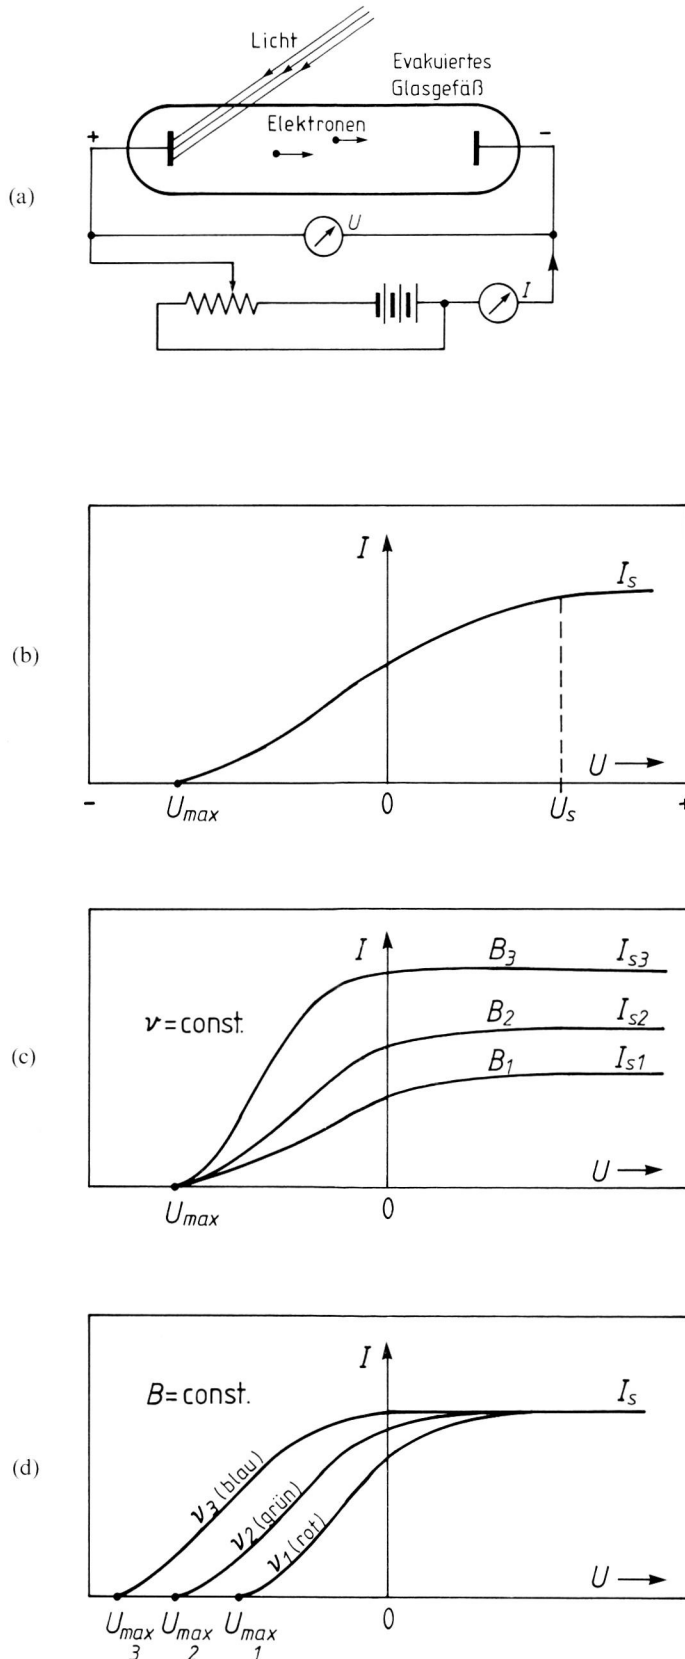 (a)
Licht
Evakuiertes
Glasgefäß
Elektronen
+
-
U
I
(b)
I
I_s
U →
-
U_max
0
U_s
+
(c)
ν = const.
I
B_3
I_s3
B_2
I_s2
B_1
I_s1
U →
U_max
0
(d)
B = const.
I
I_s
ν_3 (blau)
ν_2 (grün)
ν_1 (rot)
U →
U_max 3
U_max 2
U_max 1
0